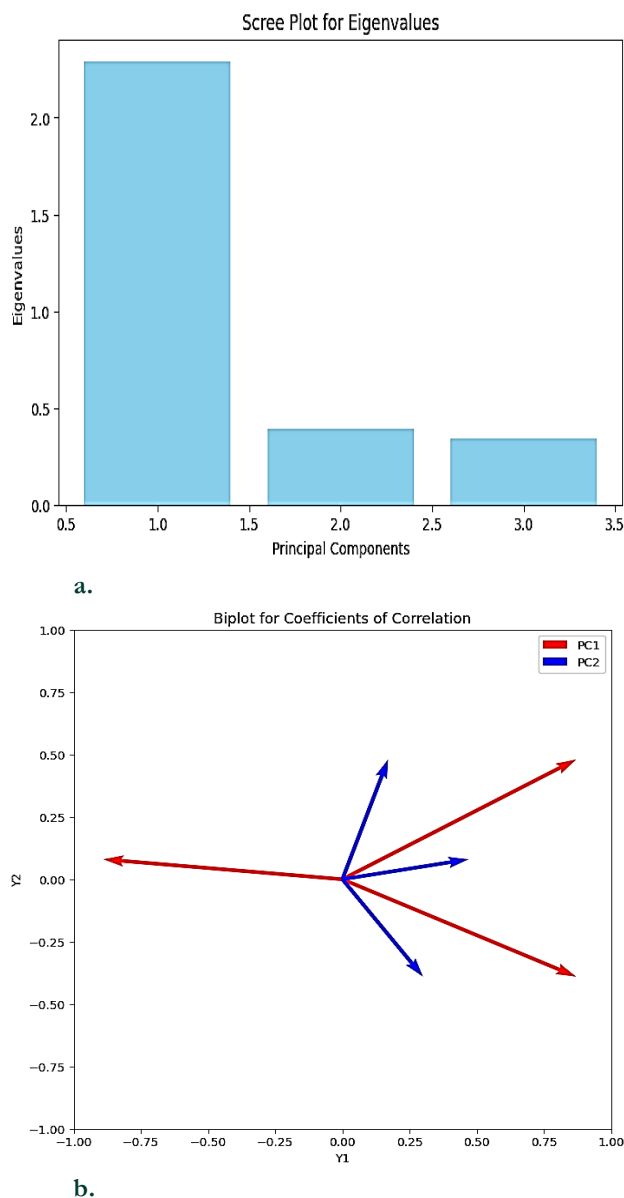 Scree Plot for Eigenvalues
2.0
1.5
1.0
0.5
0.0
Eigenvalues
0.5 1.0 1.5 2.0 2.5 3.0 3.5
Principal Components
a.
Biplot for Coefficients of Correlation
PC1
PC2
1.00
0.75
0.50
0.25
0.00
−0.25
−0.50
−0.75
−1.00
Y2
−1.00 −0.75 −0.50 −0.25 0.00 0.25 0.50 0.75 1.00
Y1
b.